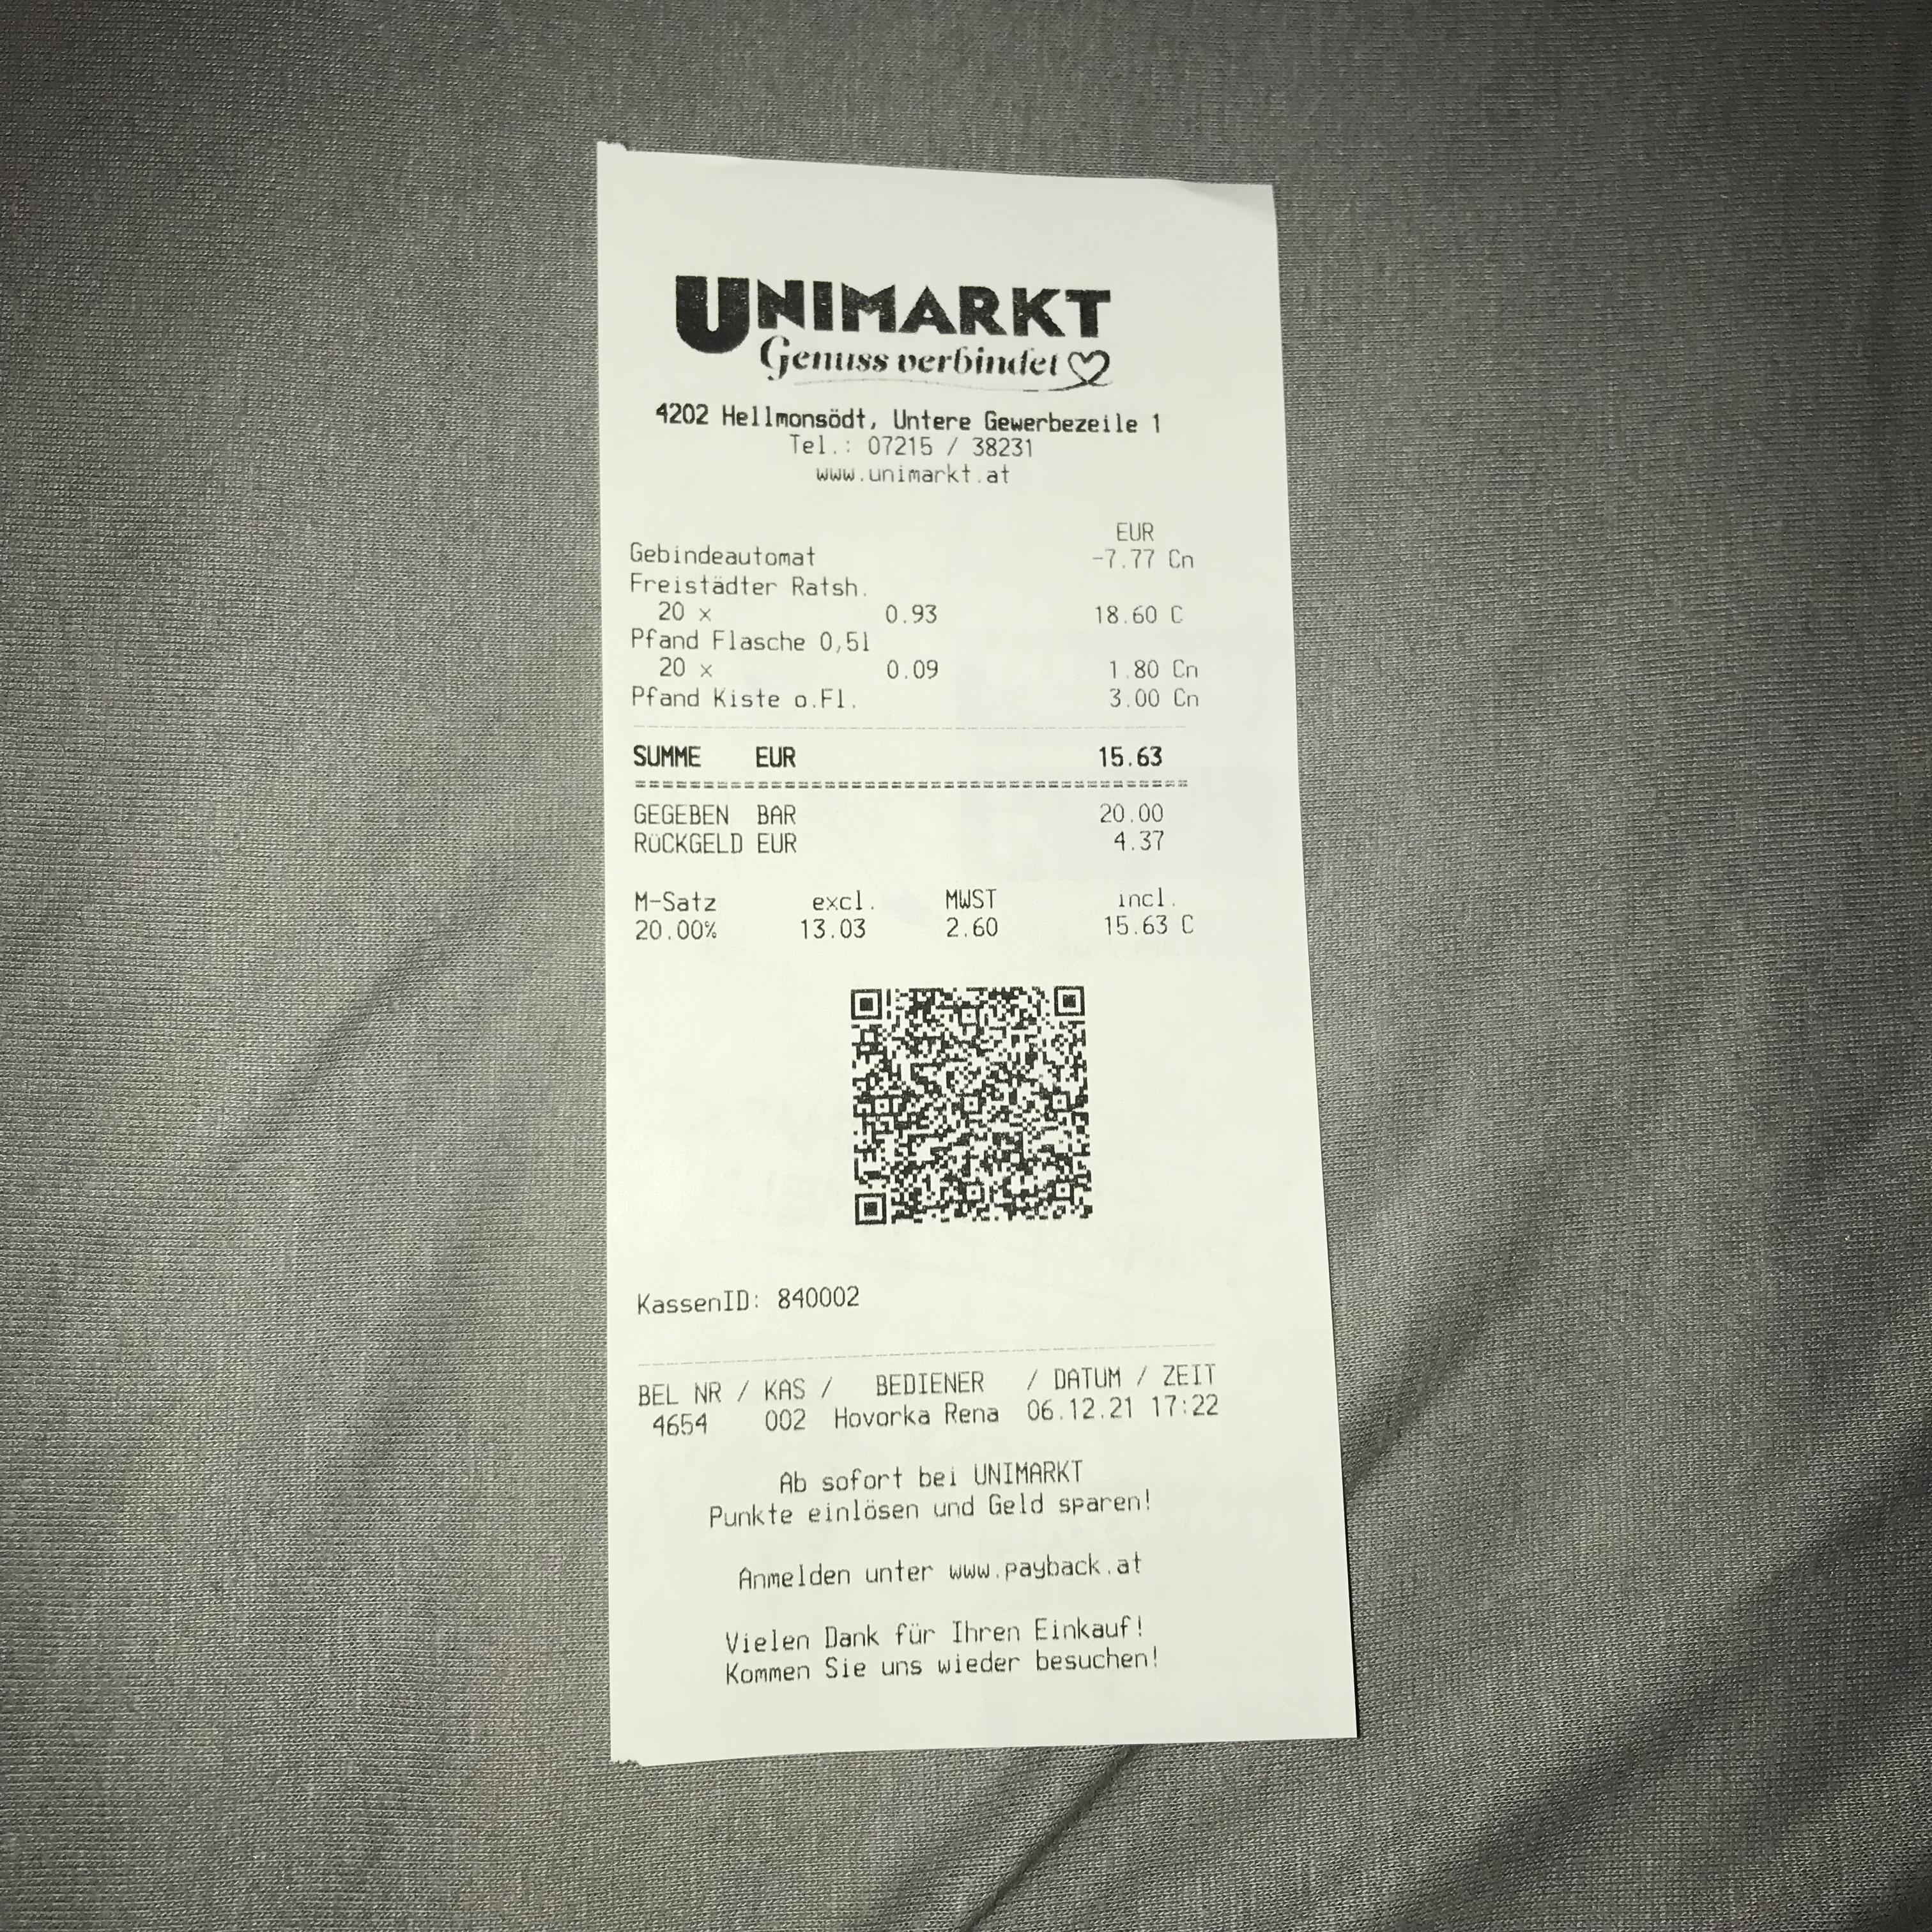 UNIMARKT
Genuss verbindet
4202 Hellmonsödt, Untere Gewerbezeile 1
Tel.: 07215 / 38231
www.unimarkt.at
EUR
Gebindeautomat -7.77 Cn
Freistädter Ratsh.
20 x 0.93 18.60 C
Pfand Flasche 0,5l
20 x 0.09 1.80 Cn
Pfand Kiste o.Fl. 3.00 Cn
SUMME EUR 15.63
GEGEBEN BAR 20.00
RÜCKGELD EUR 4.37
M-Satz excl. MWST incl.
20.00% 13.03 2.60 15.63 C
KassenID: 840002
BEL NR / KAS / BEDIENER / DATUM / ZEIT
4654 002 Hovorka Rena 06.12.21 17:22
Ab sofort bei UNIMARKT
Punkte einlösen und Geld sparen!
Anmelden unter www.payback.at
Vielen Dank für Ihren Einkauf!
Kommen Sie uns wieder besuchen!